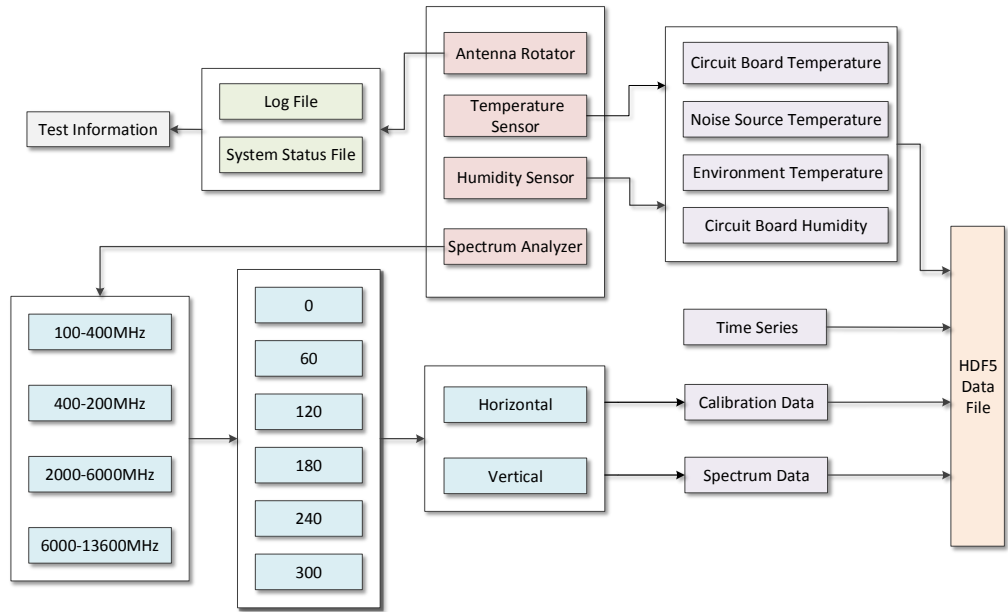 Antenna Rotator
Temperature
Sensor
Humidity Sensor
Spectrum Analyzer
Log File
System Status File
Test Information
Circuit Board Temperature
Noise Source Temperature
Environment Temperature
Circuit Board Humidity
100-400MHz
400-200MHz
2000-6000MHz
6000-13600MHz
0
60
120
180
240
300
Horizontal
Vertical
Time Series
Calibration Data
Spectrum Data
HDF5
Data
File